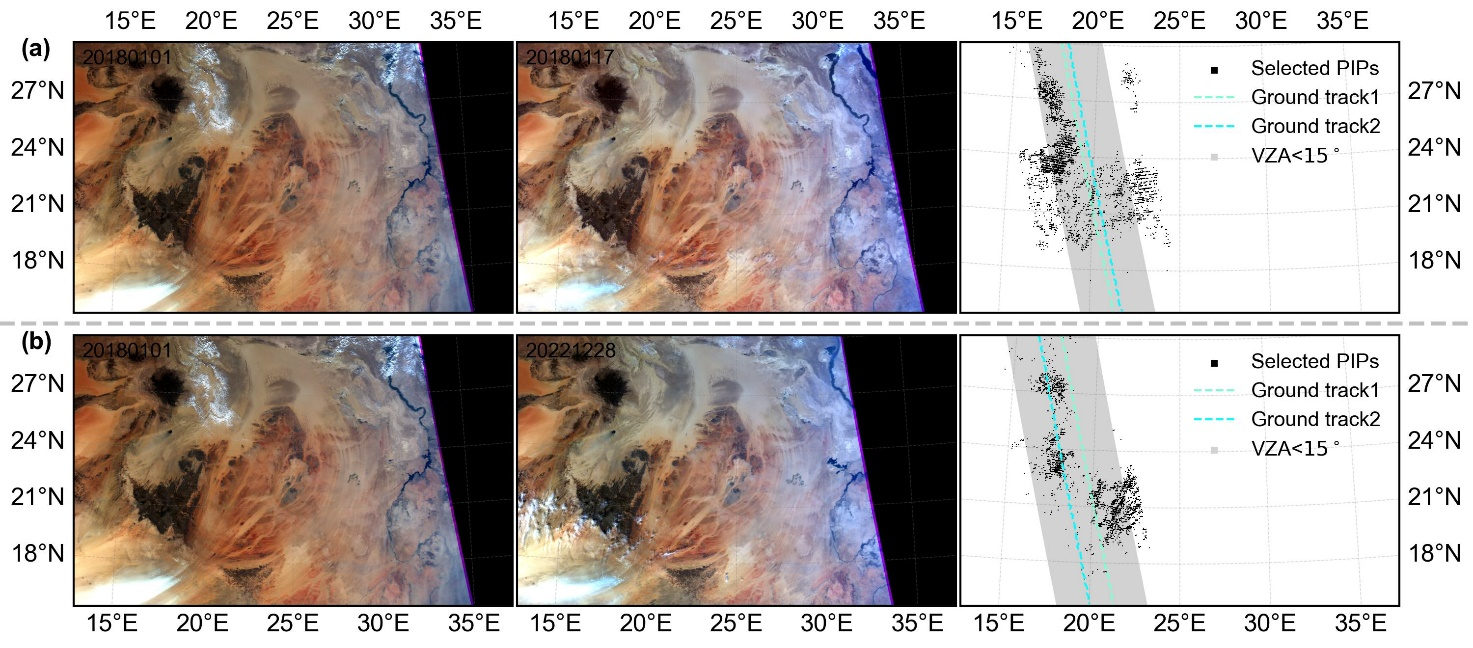 15°E 20°E 25°E 30°E 35°E 15°E 20°E 25°E 30°E 35°E 15°E 20°E 25°E 30°E 35°E
(a)
20180101
20180117
27°N
24°N
21°N
18°N
Selected PIPs
Ground track1
Ground track2
VZA<15°
27°N
24°N
21°N
18°N
(b)
20180101
20221228
27°N
24°N
21°N
18°N
Selected PIPs
Ground track1
Ground track2
VZA<15°
27°N
24°N
21°N
18°N
15°E 20°E 25°E 30°E 35°E 15°E 20°E 25°E 30°E 35°E 15°E 20°E 25°E 30°E 35°E